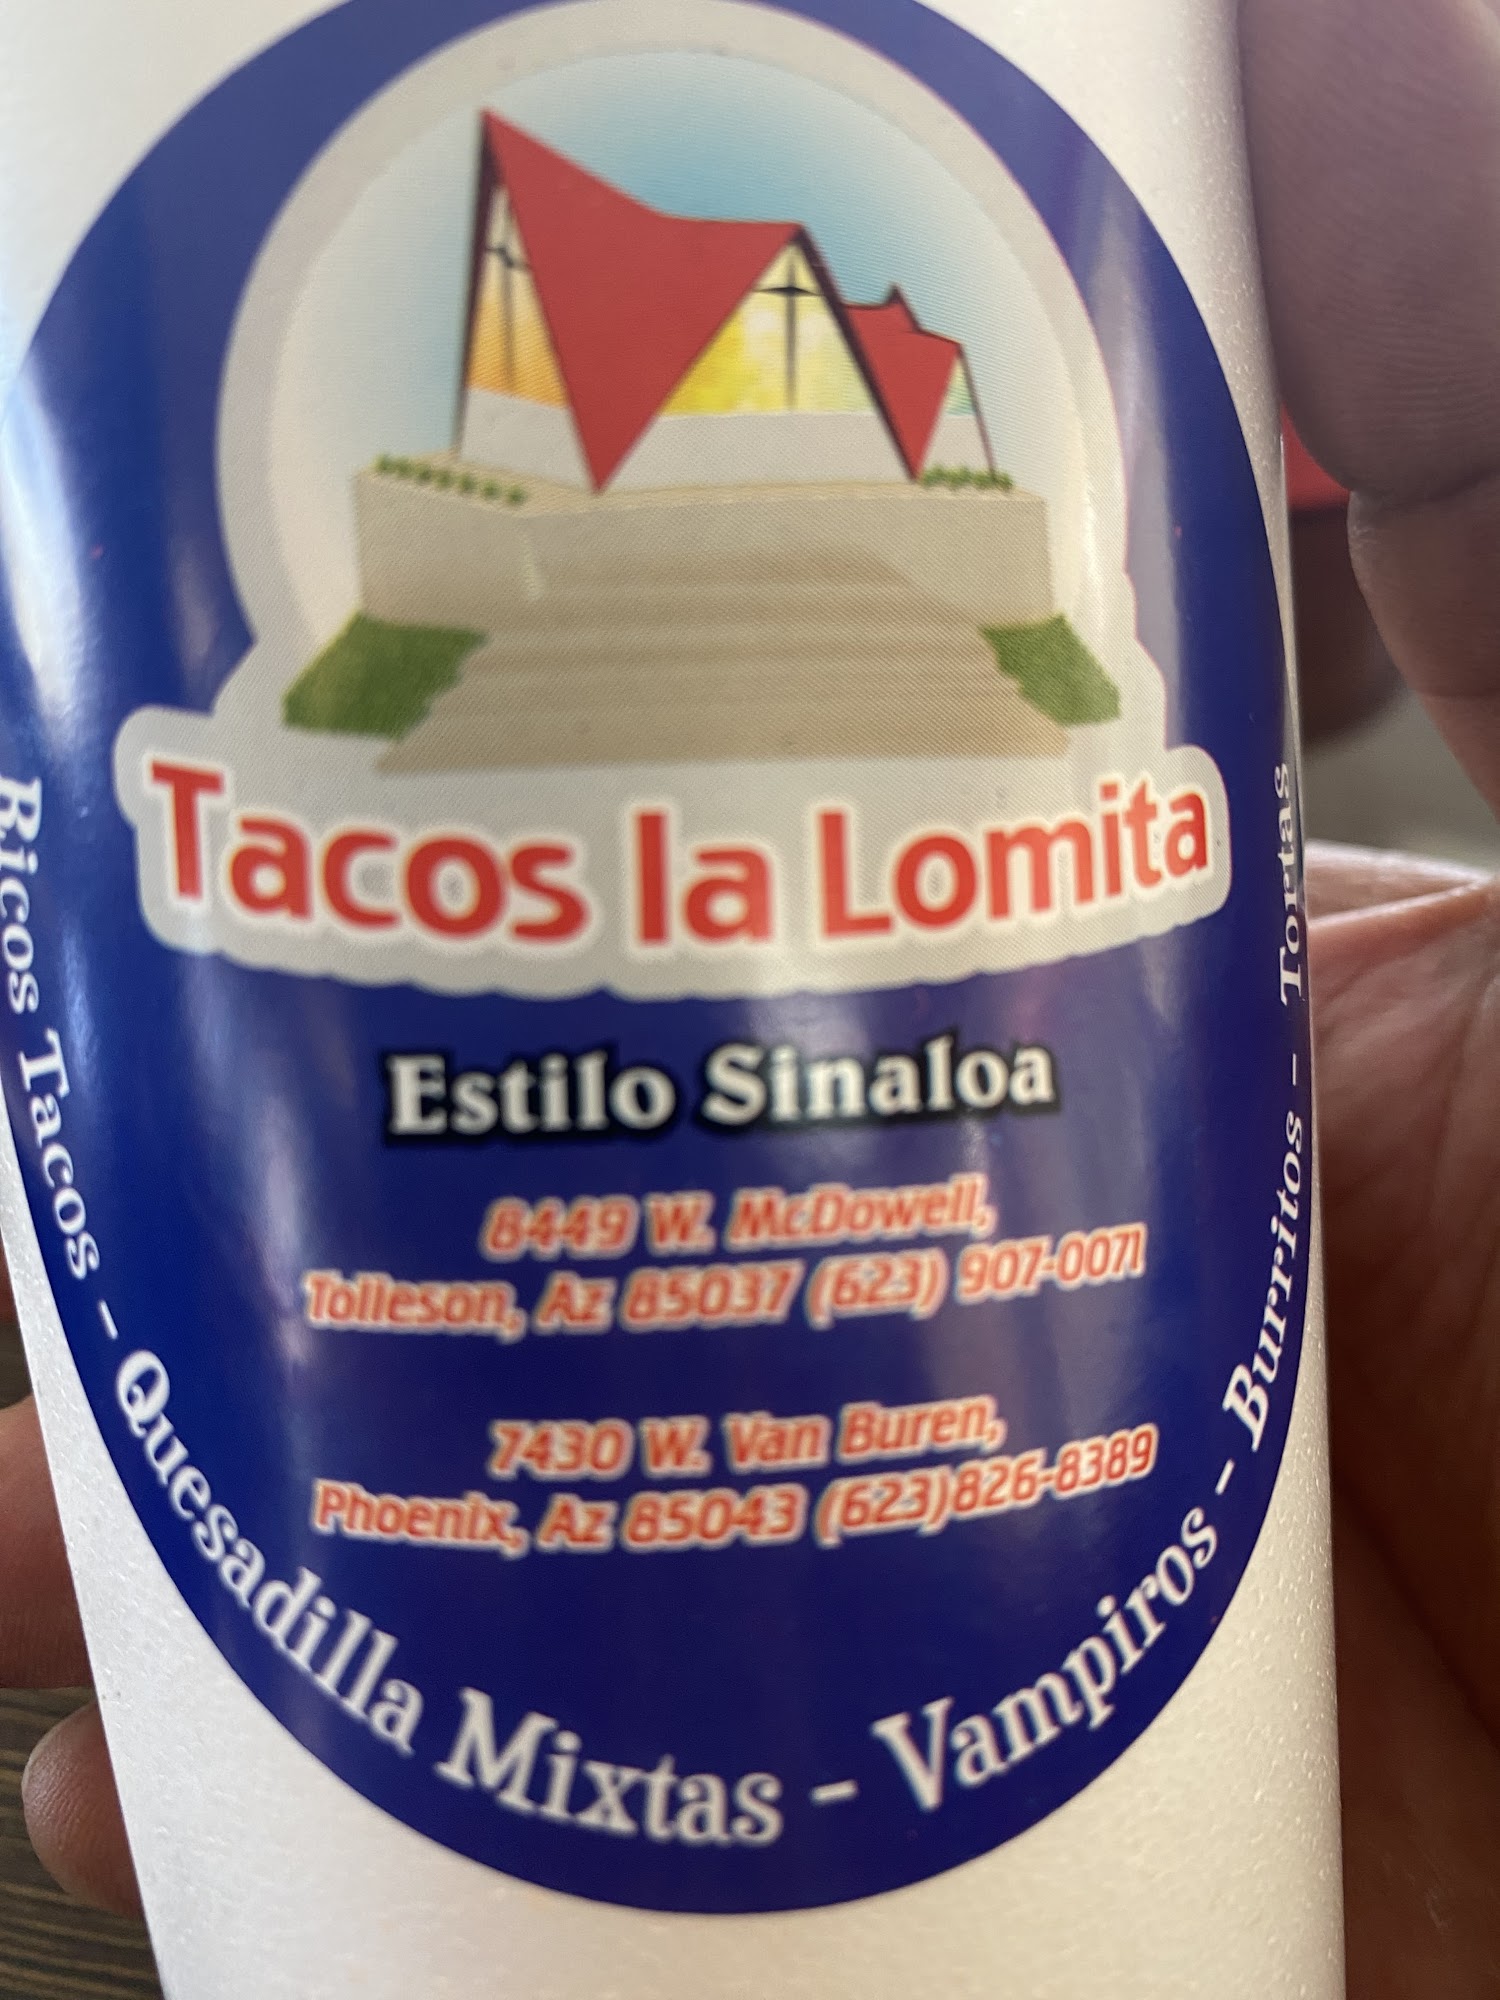 Tacos la Lomita
Estilo Sinaloa
8449 W. McDowell,
Tolleson, Az 85037 (623) 907-0071
7430 W. Van Buren,
Phoenix, Az 85043 (623)826-8389
Ricos Tacos - Quesadilla Mixtas - Vampiros - Burritos - Tortas